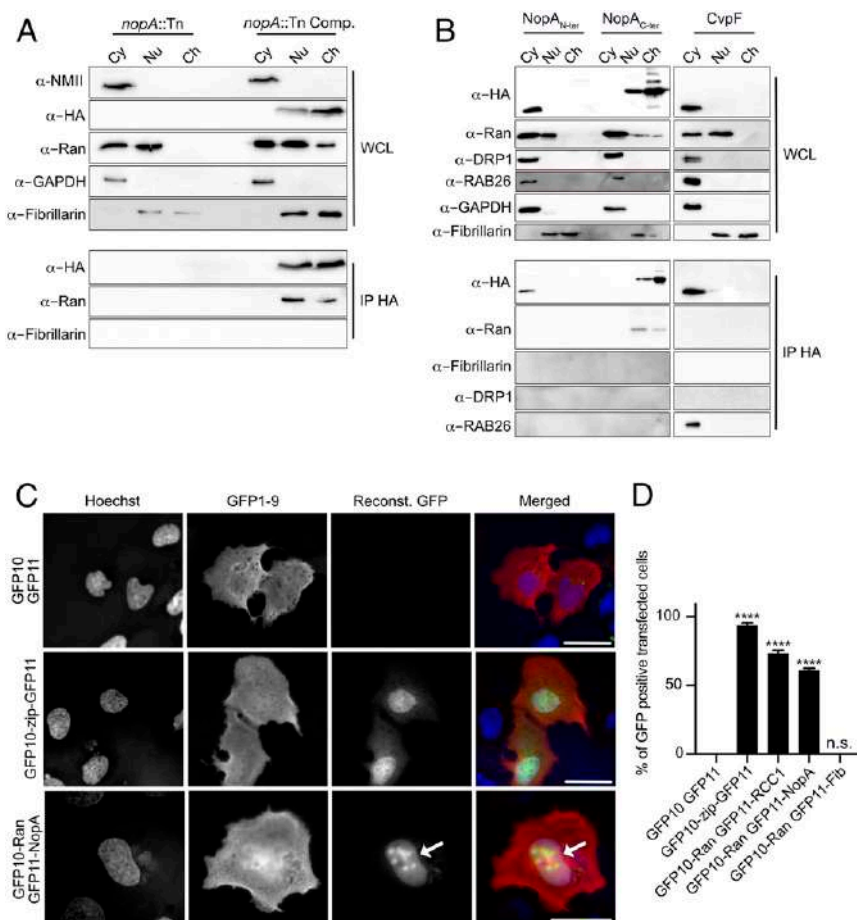 A
nopA::Tn nopA::Tn Comp.
Cy Nu Ch Cy Nu Ch
α-NMII
α-HA
α-Ran
α-GAPDH
α-Fibrillarin
WCL
α-HA
α-Ran
α-Fibrillarin
IP HA
B
NopA N-ter NopA C-ter CvpF
Cy Nu Ch Cy Nu Ch Cy Nu Ch
α-HA
α-Ran
α-DRP1
α-RAB26
α-GAPDH
α-Fibrillarin
WCL
α-HA
α-Ran
α-Fibrillarin
α-DRP1
α-RAB26
IP HA
C
Hoechst GFP1-9 Reconst. GFP Merged
GFP10
GFP11
GFP10-zip-GFP11
GFP10-Ran
GFP11-NopA
D
% of GFP positive transfected cells
100
50
0
****
****
****
n.s.
GFP10 GFP11
GFP10-zip-GFP11
GFP10-Ran GFP11-RCC1
GFP10-Ran GFP11-NopA
GFP10-Ran GFP11-Fib